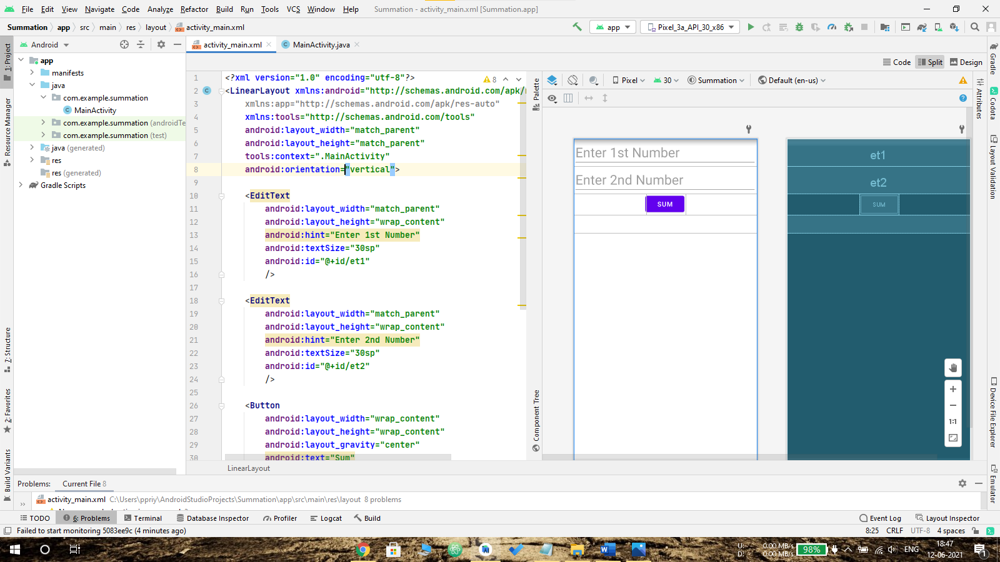 File Edit View Navigate Code Analyze Refactor Build Run Tools VCS Window Help Summation - activity_main.xml [Summation.app]
Summation app src main res layout activity_main.xml
app Pixel_3a_API_30_x86
1: Project
Resource Manager
7: Structure
2: Favorites
Build Variants
Android
app
manifests
java
com.example.summation
MainActivity
com.example.summation (androidTe
com.example.summation (test)
java (generated)
res
res (generated)
Gradle Scripts
activity_main.xml MainActivity.java
Code Split Design
8
1 <?xml version="1.0" encoding="utf-8"?>
2 <LinearLayout xmlns:android="http://schemas.android.com/apk/
3 xmlns:app="http://schemas.android.com/apk/res-auto"
4 xmlns:tools="http://schemas.android.com/tools"
5 android:layout_width="match_parent"
6 android:layout_height="match_parent"
7 tools:context=".MainActivity"
8 android:orientation="vertical">
9
10 <EditText
11 android:layout_width="match_parent"
12 android:layout_height="wrap_content"
13 android:hint="Enter 1st Number"
14 android:textSize="30sp"
15 android:id="@+id/et1"
16 />
17
18 <EditText
19 android:layout_width="match_parent"
20 android:layout_height="wrap_content"
21 android:hint="Enter 2nd Number"
22 android:textSize="30sp"
23 android:id="@+id/et2"
24 />
25
26 <Button
27 android:layout_width="wrap_content"
28 android:layout_height="wrap_content"
29 android:layout_gravity="center"
30 android:text="Sum"
LinearLayout
Palette
Component Tree
Pixel 30 Summation Default (en-us)
Enter 1st Number
Enter 2nd Number
SUM
et1
et2
SUM
1:1
Attributes
Gradle
Codota
Layout Validation
Device File Explorer
Emulator
Problems: Current File 8
activity_main.xml C:\Users\ppriy\AndroidStudioProjects\Summation\app\src\main\res\layout 8 problems
TODO 6: Problems Terminal Database Inspector Profiler Logcat Build Event Log Layout Inspector
Failed to start monitoring 5083ee9c (4 minutes ago) 8:25 CRLF UTF-8 4 spaces
U: 0.00 MB/s
D: 0.00 MB/s
98%
ENG
18:47
12-06-2021
1